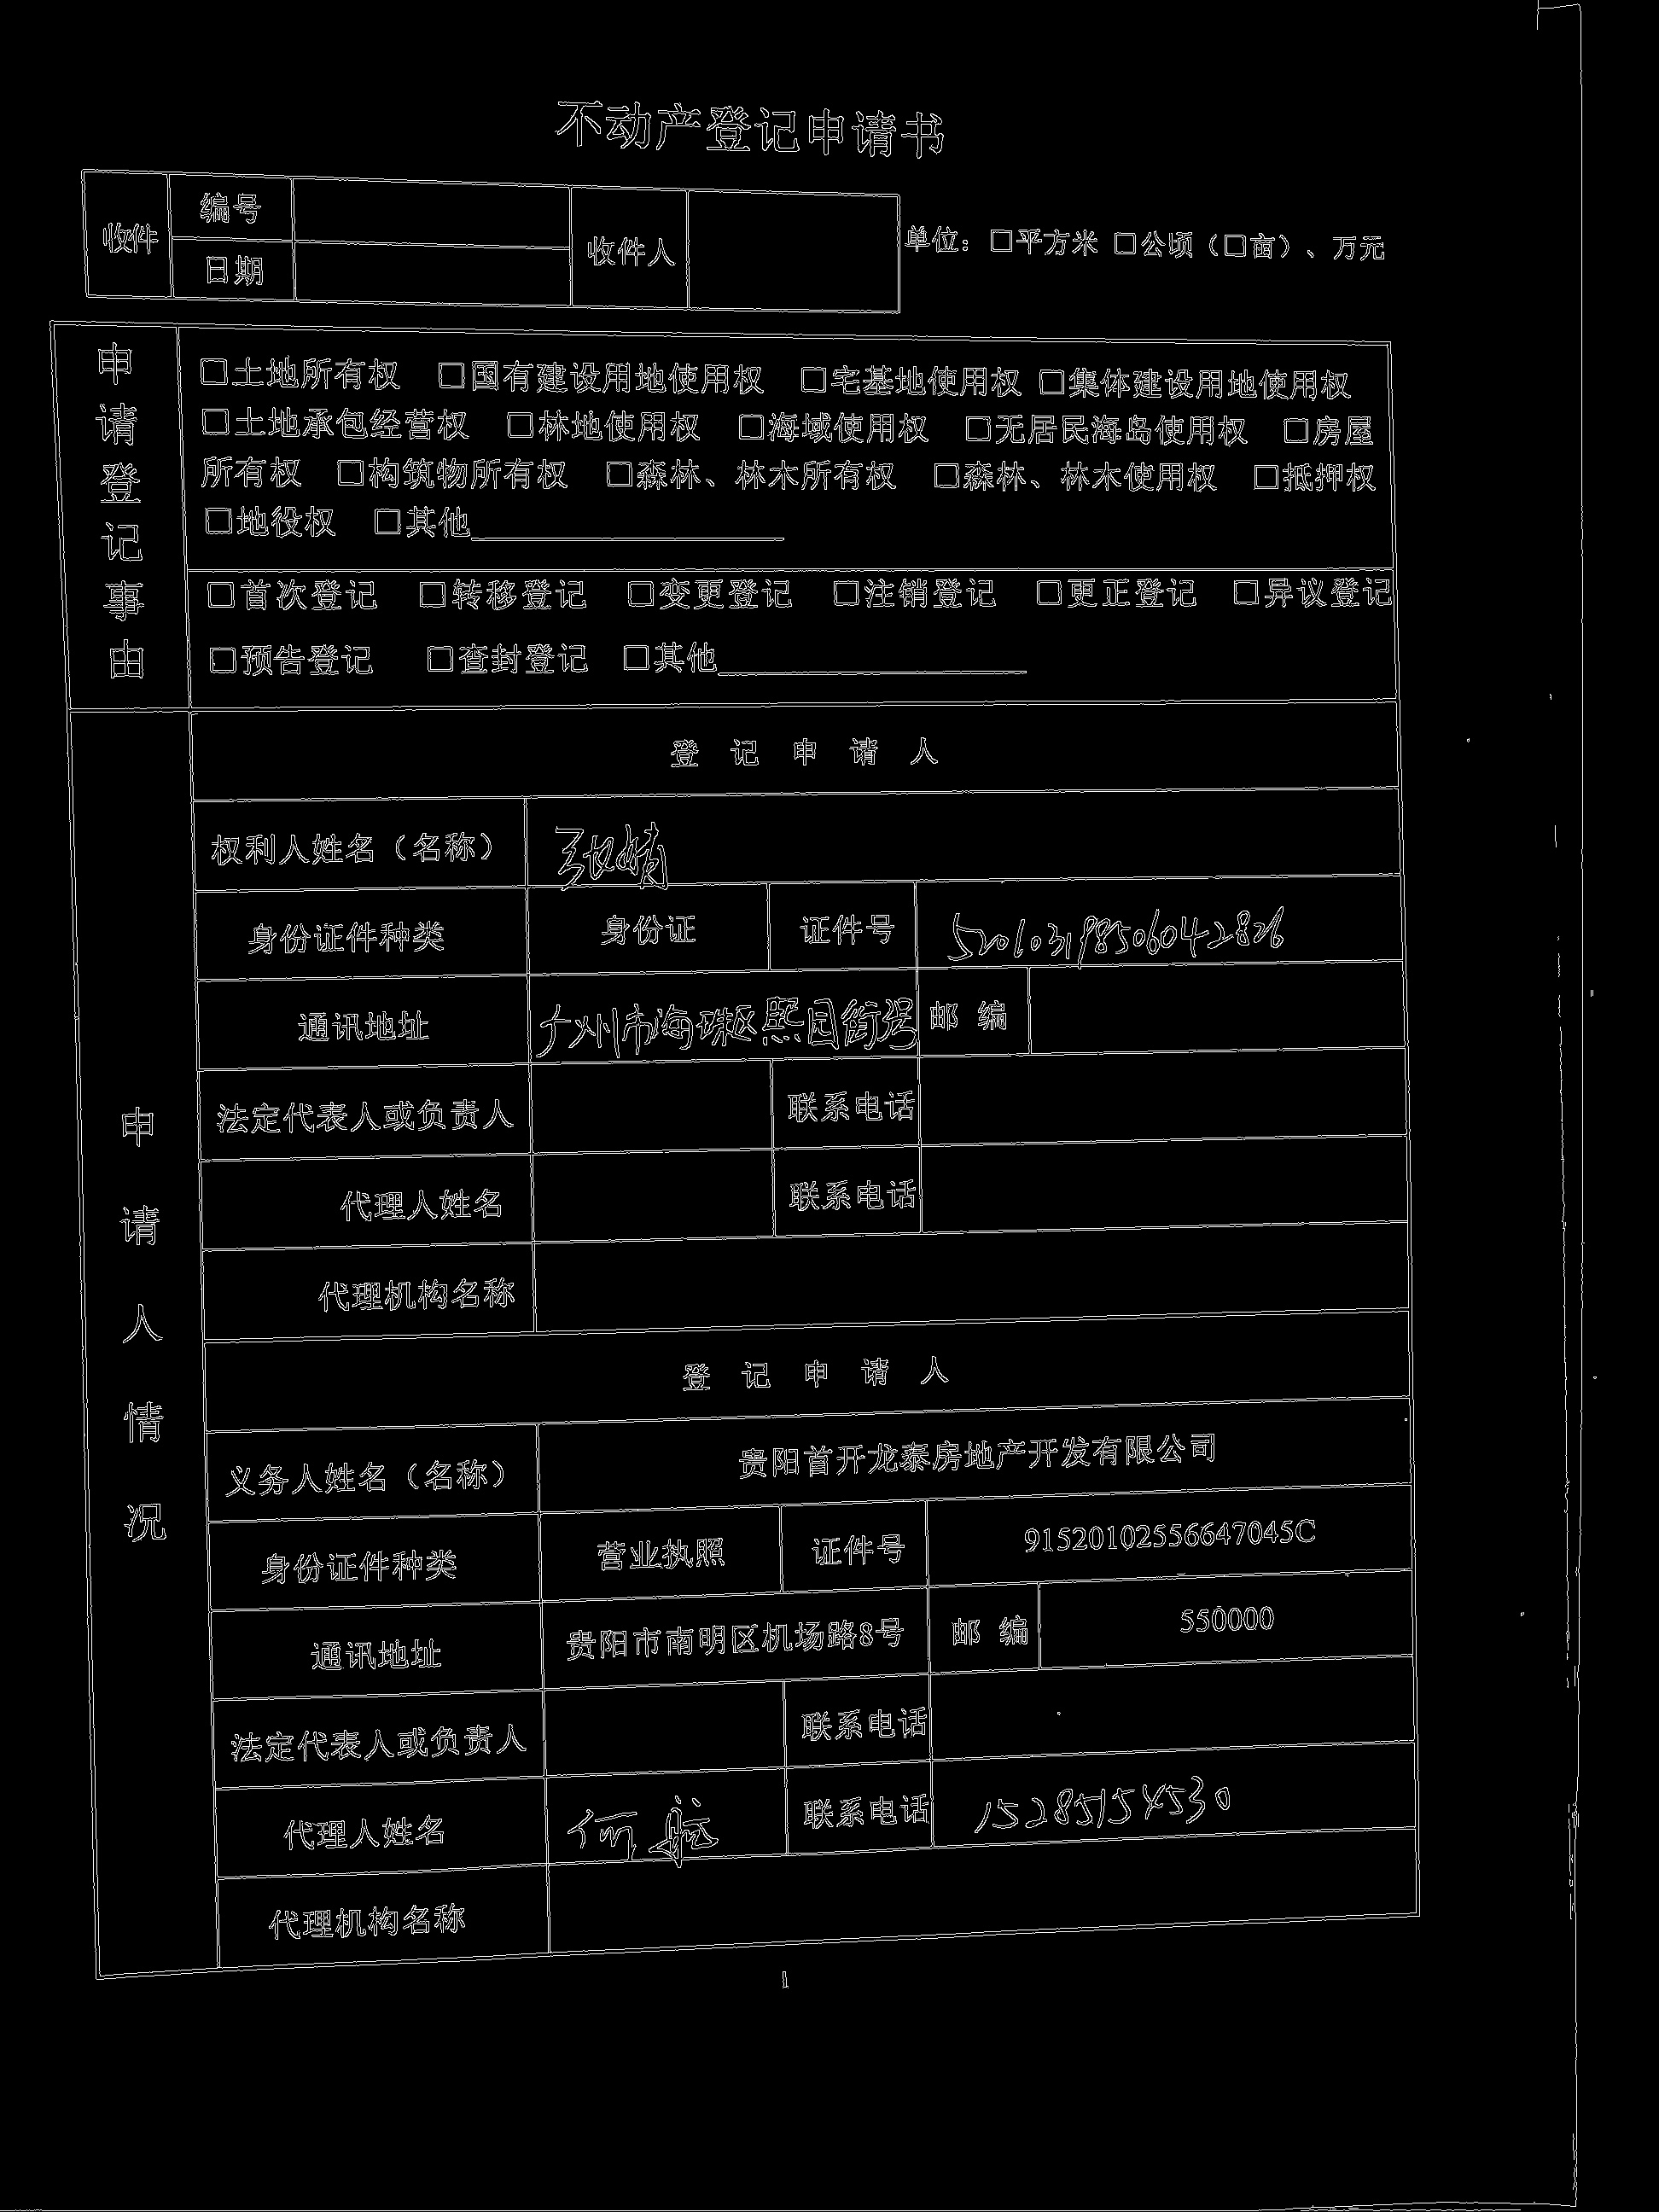 不动产登记申请书
收件 编号 收件人 单位：□平方米 □公顷（□亩）、万元
日期
申请登记事由
□土地所有权 □国有建设用地使用权 □宅基地使用权 □集体建设用地使用权
□土地承包经营权 □林地使用权 □海域使用权 □无居民海岛使用权 □房屋
所有权 □构筑物所有权 □森林、林木所有权 □森林、林木使用权 □抵押权
□地役权 □其他
□首次登记 □转移登记 □变更登记 □注销登记 □更正登记 □异议登记
□预告登记 □查封登记 □其他
申请人情况
登 记 申 请 人
权利人姓名（名称） 张婧
身份证件种类 身份证 证件号 520103198506042826
通讯地址 广州市海珠区熙园街号 邮 编
法定代表人或负责人 联系电话
代理人姓名 联系电话
代理机构名称
登 记 申 请 人
义务人姓名（名称） 贵阳首开龙泰房地产开发有限公司
身份证件种类 营业执照 证件号 91520102556647045C
通讯地址 贵阳市南明区机场路8号 邮 编 550000
法定代表人或负责人 联系电话
代理人姓名 何航 联系电话 15285154530
代理机构名称